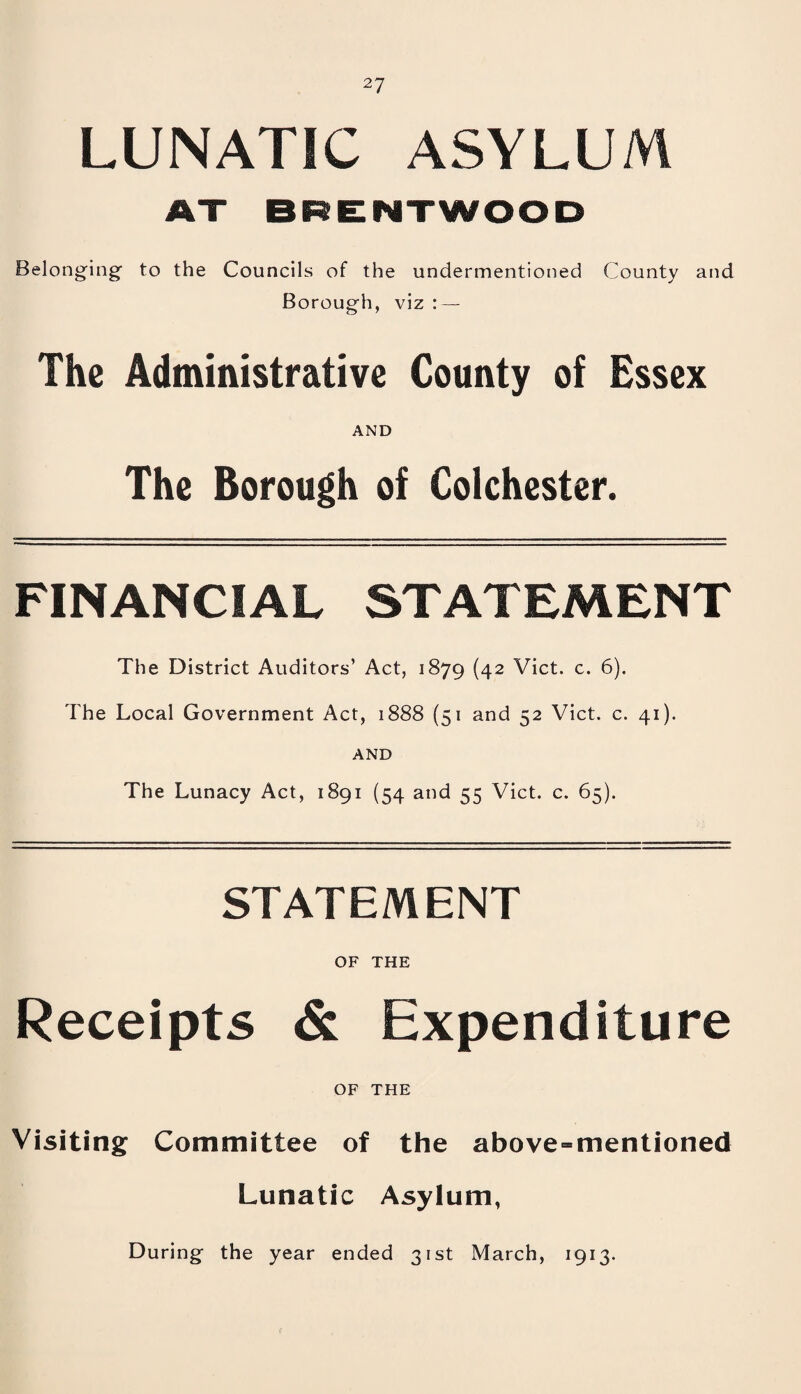 27
LUNATIC ASYLUM
AT BRENTWOOD
Belonging to the Councils of the undermentioned County and
Borough, viz : —
The Administrative County of Essex
AND
The Borough of Colchester.
FINANCIAL STATEMENT
The District Auditors' Act, 1879 (42 Vict. c. 6).
The Local Government Act, 1888 (51 and 52 Vict. c. 41).
AND
The Lunacy Act, 1891 (54 and 55 Vict. c. 65).
STATEMENT
OF THE
Receipts & Expenditure
OF THE
Visiting Committee of the above-mentioned
Lunatic Asylum,
During the year ended 31st March, 1913.